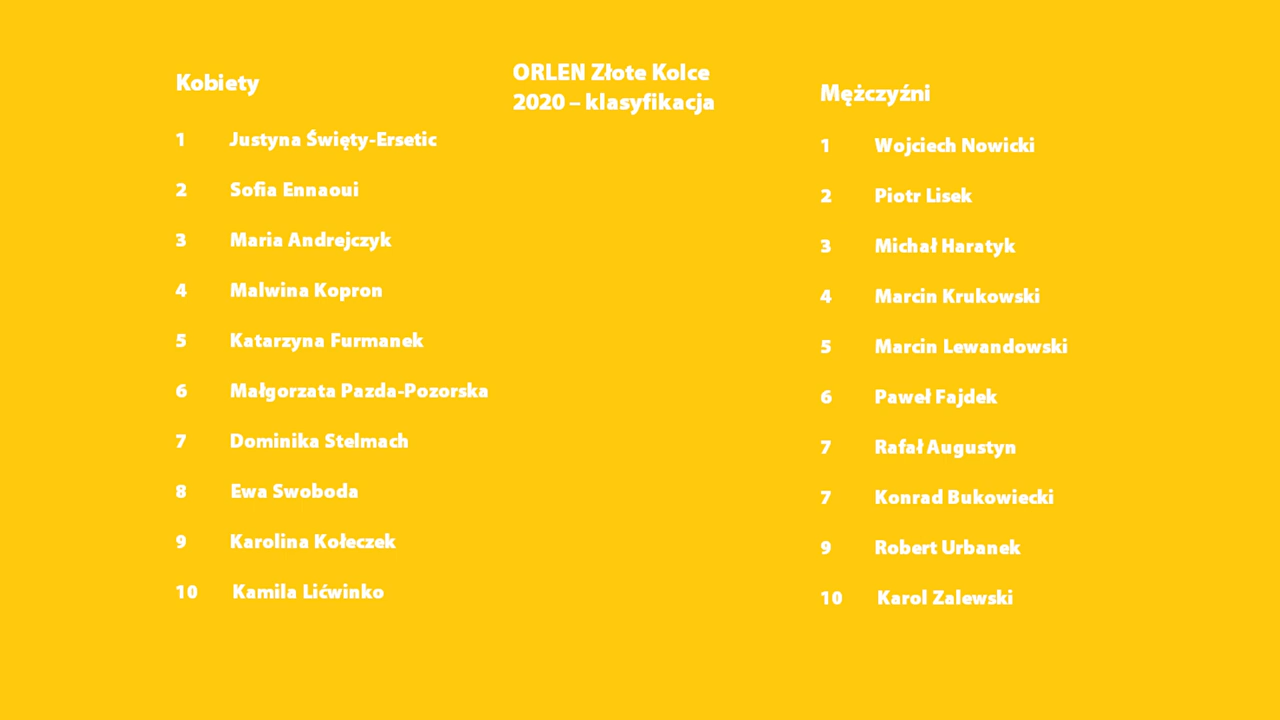 ORLEN Złote Kolce
2020 – klasyfikacja
Kobiety
1 Justyna Święty-Ersetic
2 Sofia Ennaoui
3 Maria Andrejczyk
4 Malwina Kopron
5 Katarzyna Furmanek
6 Małgorzata Pazda-Pozorska
7 Dominika Stelmach
8 Ewa Swoboda
9 Karolina Kołeczek
10 Kamila Lićwinko
Mężczyźni
1 Wojciech Nowicki
2 Piotr Lisek
3 Michał Haratyk
4 Marcin Krukowski
5 Marcin Lewandowski
6 Paweł Fajdek
7 Rafał Augustyn
7 Konrad Bukowiecki
9 Robert Urbanek
10 Karol Zalewski